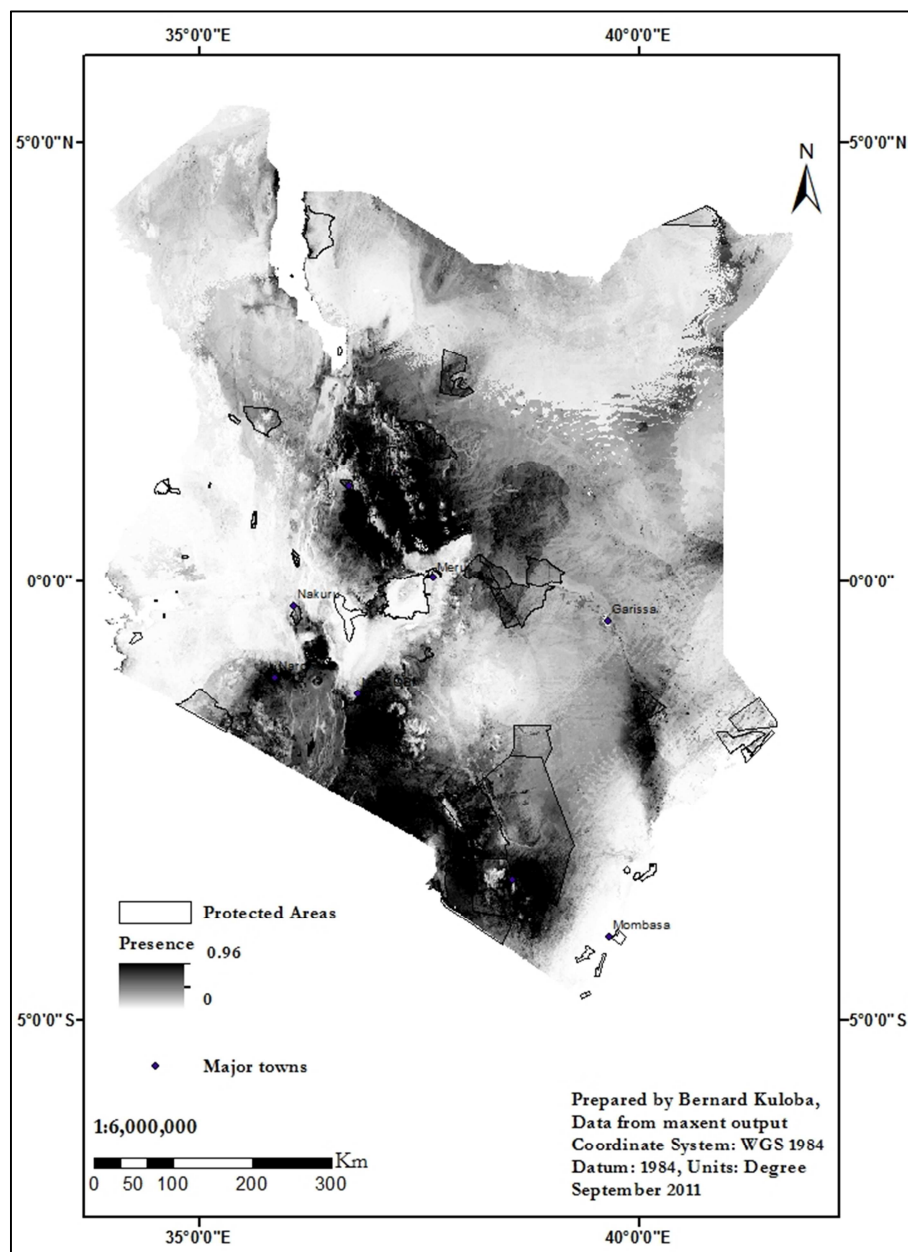 35°0'0"E 40°0'0"E
5°0'0"N 5°0'0"N
N
0°0'0" 0°0'0"
Meru
Nakuru
Garissa
Mombasa
Protected Areas
Presence 0.96
0
5°0'0"S 5°0'0"S
Major towns
Prepared by Bernard Kuloba,
Data from maxent output
Coordinate System: WGS 1984
Datum: 1984, Units: Degree
September 2011
1:6,000,000
Km
0 50 100 200 300
35°0'0"E 40°0'0"E